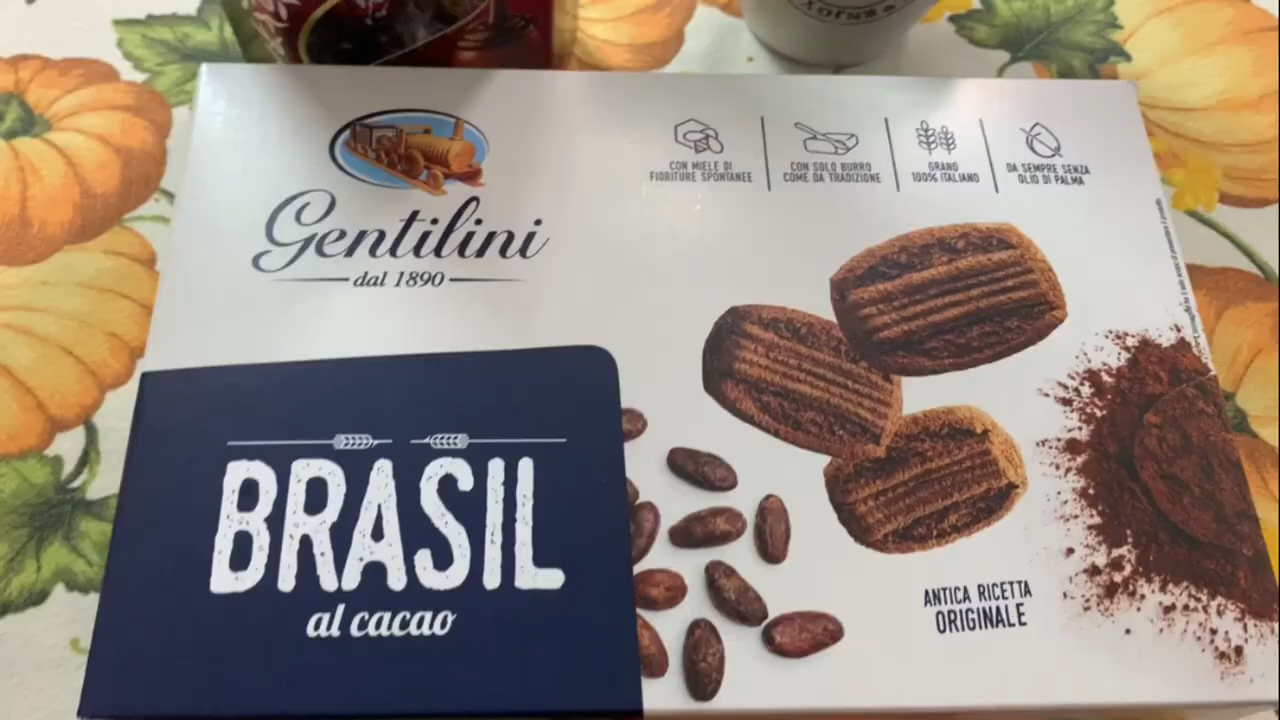 ENJOY
Gentilini
dal 1890
CON MIELE DI
FIORITURE SPONTANEE
CON SOLO BURRO
COME DA TRADIZIONE
GRANO
100% ITALIANO
DA SEMPRE SENZA
OLIO DI PALMA
BRASIL
al cacao
ANTICA RICETTA
ORIGINALE